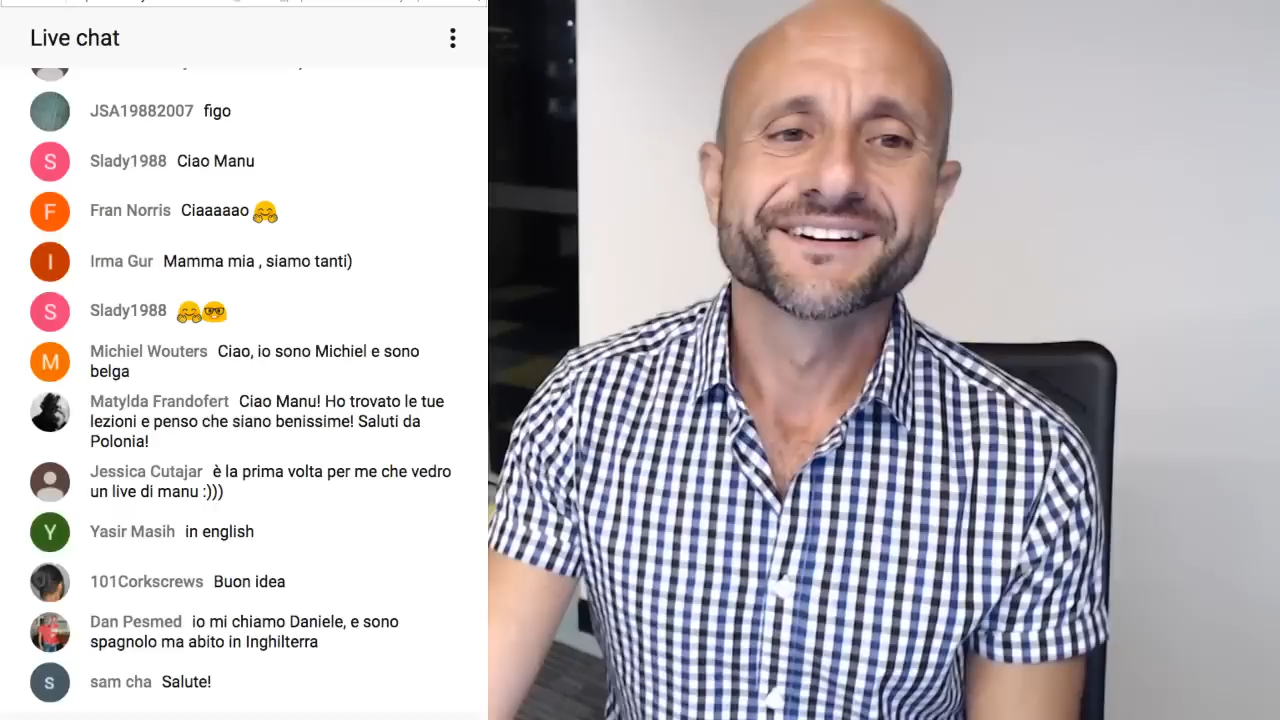 Live chat
JSA19882007 figo
S Slady1988 Ciao Manu
F Fran Norris Ciaaaaao 🤗
I Irma Gur Mamma mia , siamo tanti)
S Slady1988 🤗🤓
M Michiel Wouters Ciao, io sono Michiel e sono
belga
Matylda Frandofert Ciao Manu! Ho trovato le tue
lezioni e penso che siano benissime! Saluti da
Polonia!
Jessica Cutajar è la prima volta per me che vedro
un live di manu :)))
Y Yasir Masih in english
101Corkscrews Buon idea
Dan Pesmed io mi chiamo Daniele, e sono
spagnolo ma abito in Inghilterra
s sam cha Salute!